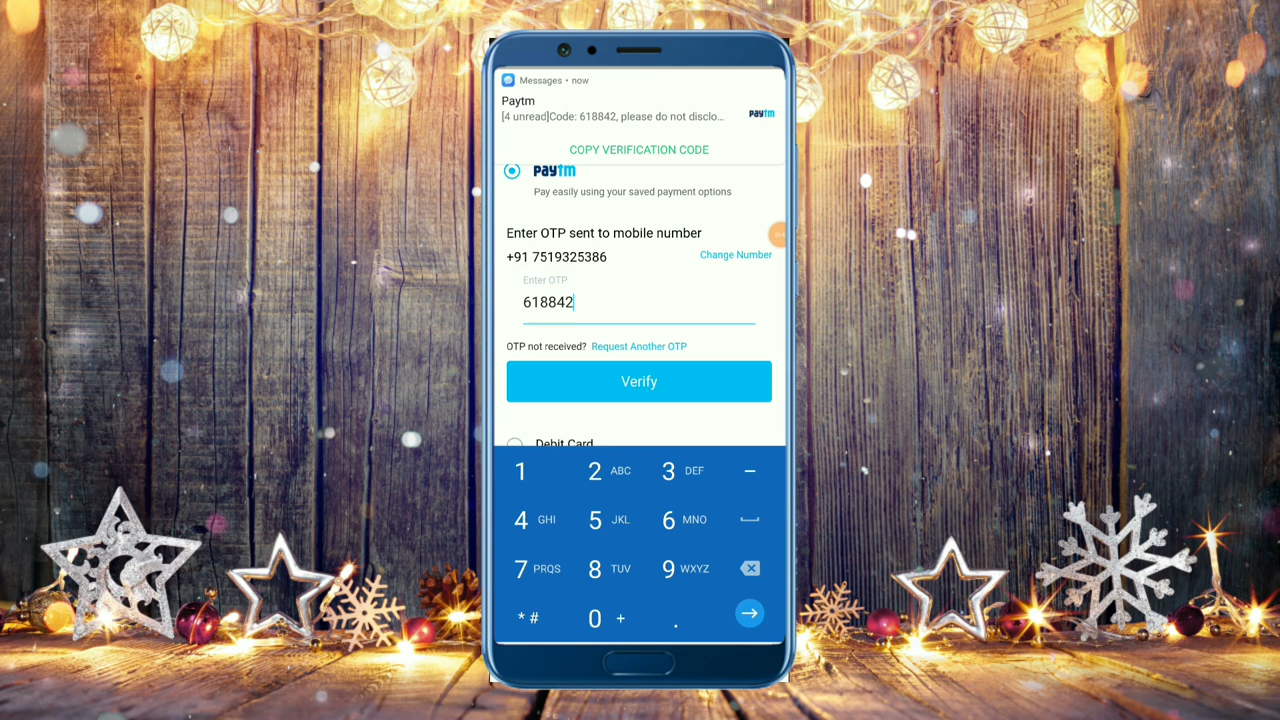 Messages • now
Paytm
[4 unread]Code: 618842, please do not disclo...
paytm
COPY VERIFICATION CODE
paytm
Pay easily using your saved payment options
Enter OTP sent to mobile number
+91 7519325386
Change Number
Enter OTP
618842
OTP not received? Request Another OTP
Verify
Debit Card
1 2 ABC 3 DEF –
4 GHI 5 JKL 6 MNO
7 PRQS 8 TUV 9 WXYZ
* # 0 + .